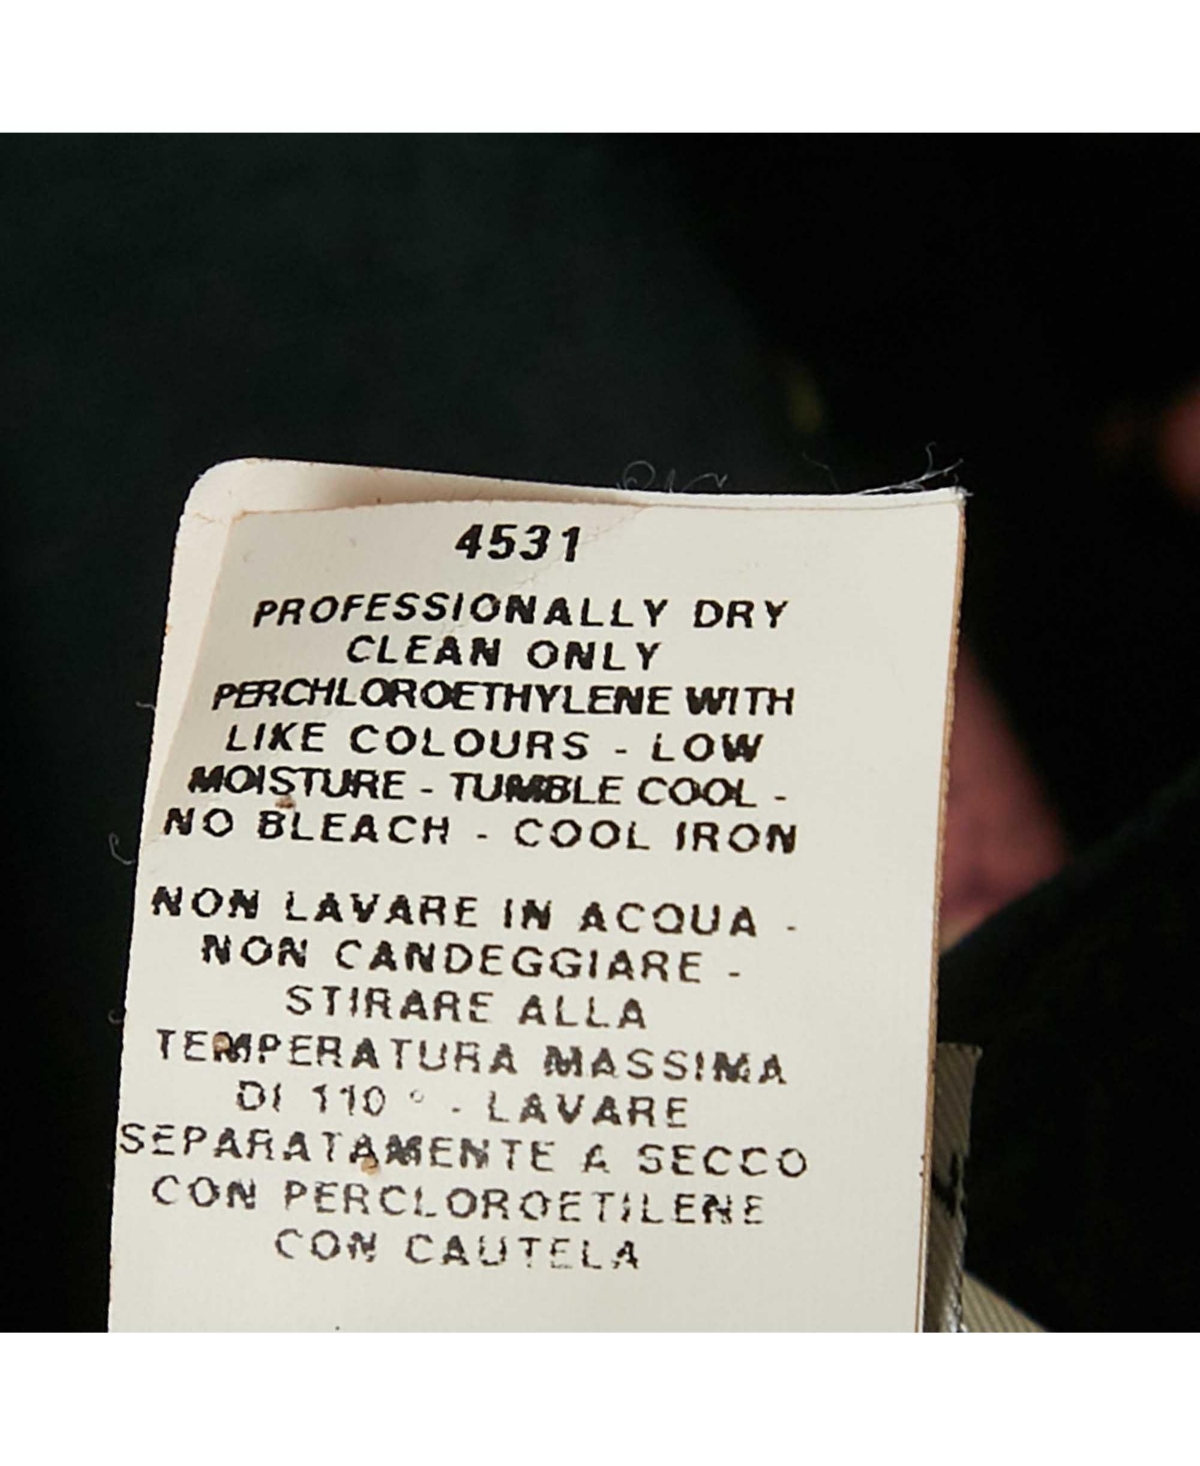 4531
PROFESSIONALLY DRY
CLEAN ONLY
PERCHLOROETHYLENE WITH
LIKE COLOURS - LOW
MOISTURE - TUMBLE COOL -
NO BLEACH - COOL IRON
NON LAVARE IN ACQUA -
NON CANDEGGIARE -
STIRARE ALLA
TEMPERATURA MASSIMA
DI 110 ° - LAVARE
SEPARATAMENTE A SECCO
CON PERCLOROETILENE
CON CAUTELA